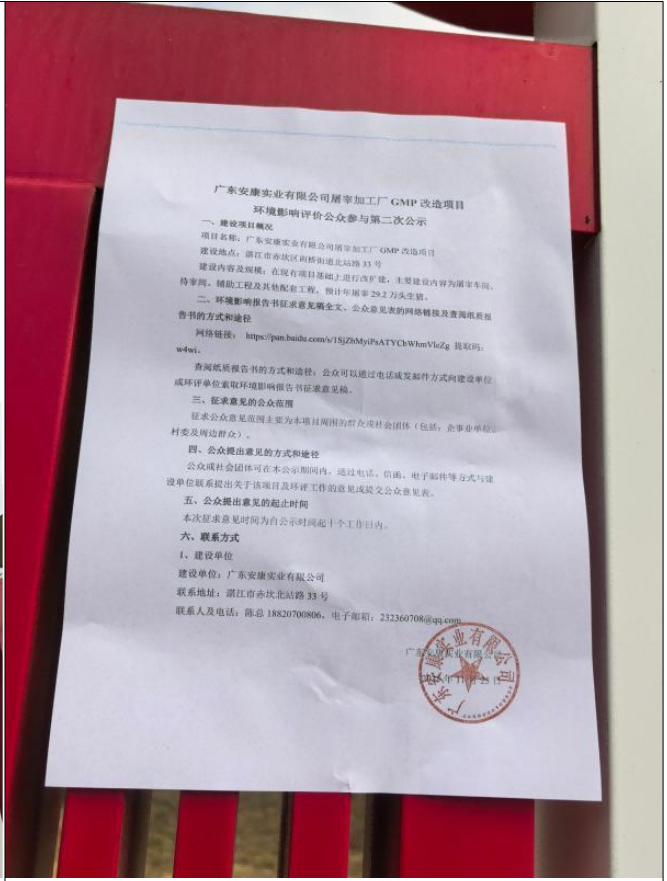 广东安康实业有限公司屠宰加工厂 GMP 改造项目
环境影响评价公众参与第二次公示
一、建设项目概况
项目名称：广东安康实业有限公司屠宰加工厂 GMP 改造项目
建设地点：湛江市赤坎区南桥街道北站路 33 号
建设内容及规模：在现有项目基础上进行改扩建，主要建设内容为屠宰车间、
待宰间、辅助工程及其他配套工程，预计年屠宰 29.2 万头生猪。
二、环境影响报告书征求意见稿全文、公众意见表的网络链接及查阅纸质报
告书的方式和途径
网络链接： https://pan.baidu.com/s/1SjZhMyiPsATYChWhmVleZg 提取码：
w4wi。
查阅纸质报告书的方式和途径：公众可以通过电话或发邮件方式向建设单位
或环评单位索取环境影响报告书征求意见稿。
三、征求意见的公众范围
征求公众意见范围主要为本项目周围的群众或社会团体（包括：企事业单位、
村委及周边群众）。
四、公众提出意见的方式和途径
公众或社会团体可在本公示期间内，通过电话、信函、电子邮件等方式与建
设单位联系提出关于该项目及环评工作的意见或提交公众意见表。
五、公众提出意见的起止时间
本次征求意见时间为自公示时间起十个工作日内。
六、联系方式
1、建设单位
建设单位：广东安康实业有限公司
联系地址：湛江市赤坎北站路 33 号
联系人及电话：陈总 18820700806、电子邮箱：232360708@qq.com
广东安康实业有限公司
年 11 月 25 日
广东安康实业有限公司